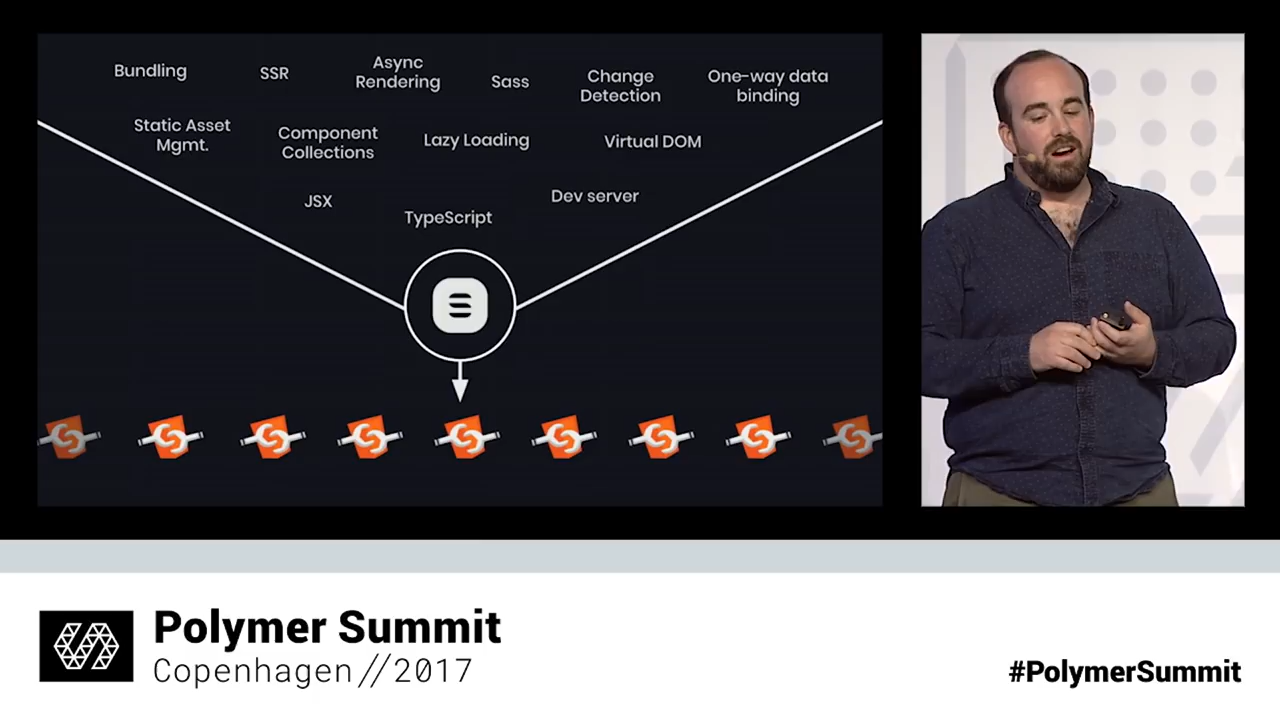 Bundling
SSR
Async
Rendering
Sass
Change
Detection
One-way data
binding
Static Asset
Mgmt.
Component
Collections
Lazy Loading
Virtual DOM
JSX
TypeScript
Dev server
Polymer Summit
Copenhagen//2017
#PolymerSummit